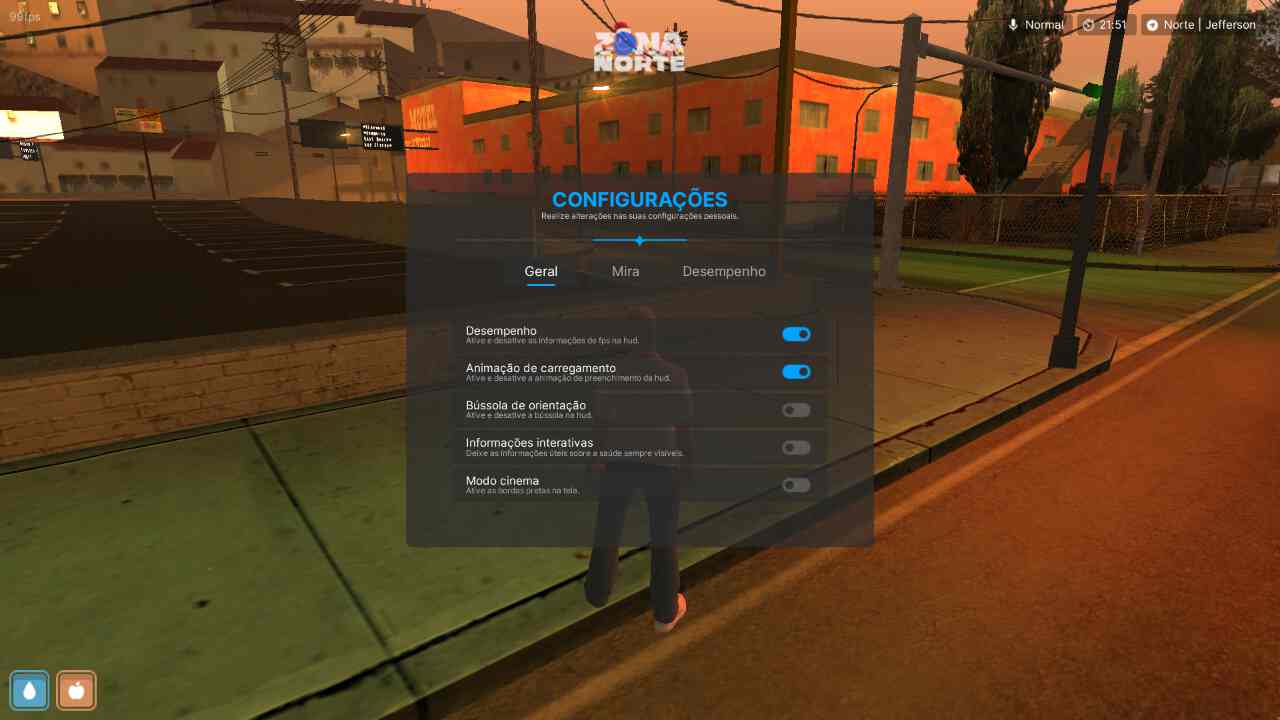 99fps
Normal
21:51
Norte | Jefferson
ZONA
NORTE
MOTEL
CONFIGURAÇÕES
Realize alterações nas suas configurações pessoais.
Geral
Mira
Desempenho
Desempenho
Ative e desative as informações de fps na hud.
Animação de carregamento
Ative e desative a animação de preenchimento da hud.
Bússola de orientação
Ative e desative a bússola na hud.
Informações interativas
Deixe as informações úteis sobre a saúde sempre visíveis.
Modo cinema
Ative as bordas pretas na tela.